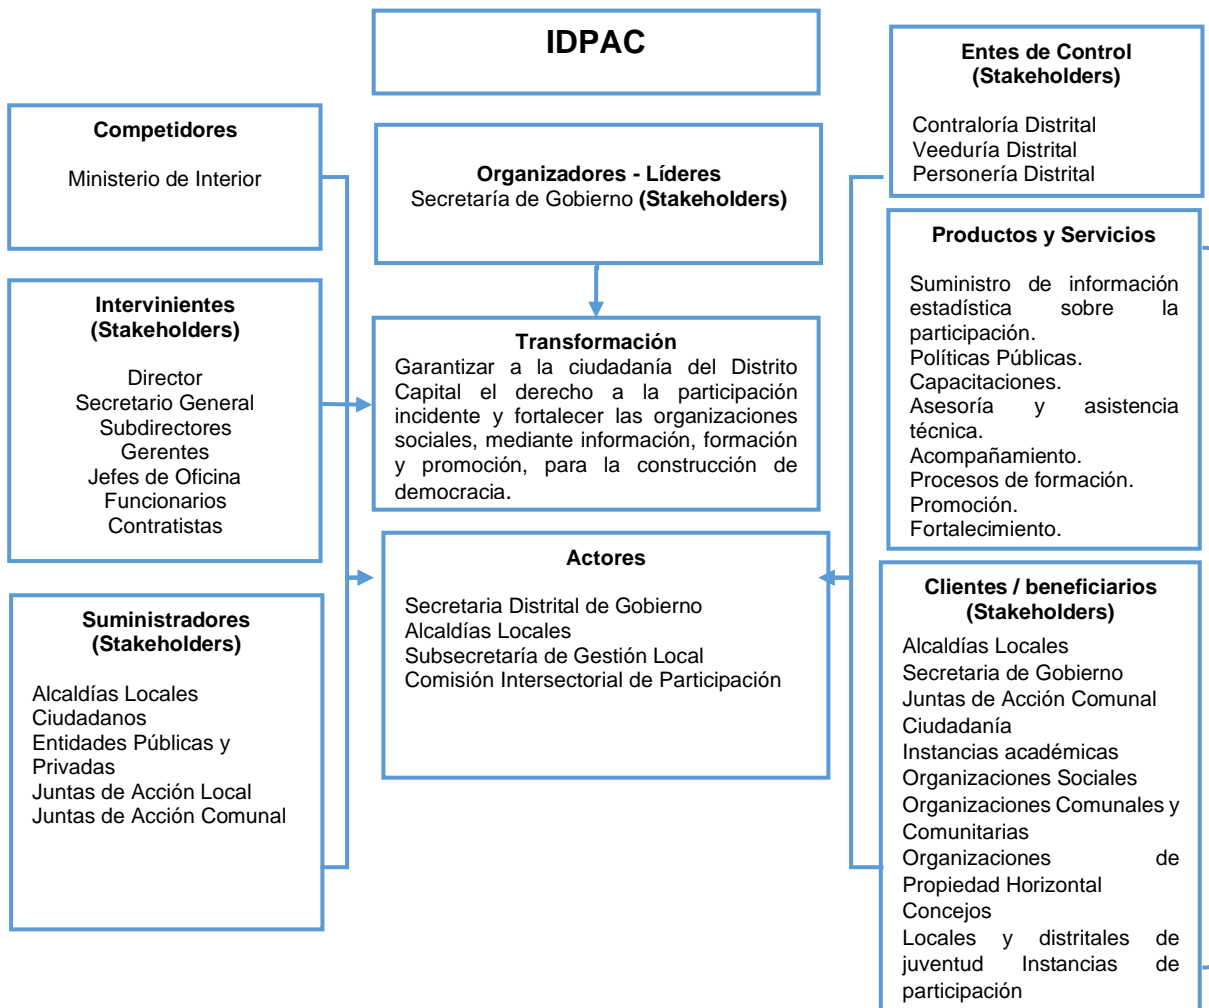 IDPAC
Competidores
Ministerio de Interior
Organizadores - Líderes
Secretaría de Gobierno (Stakeholders)
Entes de Control
(Stakeholders)
Contraloría Distrital
Veeduría Distrital
Personería Distrital
Intervinientes
(Stakeholders)
Director
Secretario General
Subdirectores
Gerentes
Jefes de Oficina
Funcionarios
Contratistas
Transformación
Garantizar a la ciudadanía del Distrito
Capital el derecho a la participación
incidente y fortalecer las organizaciones
sociales, mediante información, formación
y promoción, para la construcción de
democracia.
Productos y Servicios
Suministro de información
estadística sobre la
participación.
Políticas Públicas.
Capacitaciones.
Asesoría y asistencia
técnica.
Acompañamiento.
Procesos de formación.
Promoción.
Fortalecimiento.
Suministradores
(Stakeholders)
Alcaldías Locales
Ciudadanos
Entidades Públicas y
Privadas
Juntas de Acción Local
Juntas de Acción Comunal
Actores
Secretaria Distrital de Gobierno
Alcaldías Locales
Subsecretaría de Gestión Local
Comisión Intersectorial de Participación
Clientes / beneficiarios
(Stakeholders)
Alcaldías Locales
Secretaria de Gobierno
Juntas de Acción Comunal
Ciudadanía
Instancias académicas
Organizaciones Sociales
Organizaciones Comunales y
Comunitarias
Organizaciones de
Propiedad Horizontal
Concejos
Locales y distritales de
juventud Instancias de
participación